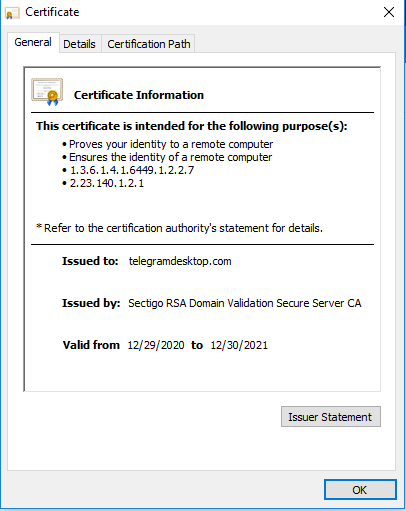 Certificate
General Details Certification Path
Certificate Information
This certificate is intended for the following purpose(s):
• Proves your identity to a remote computer
• Ensures the identity of a remote computer
• 1.3.6.1.4.1.6449.1.2.2.7
• 2.23.140.1.2.1
* Refer to the certification authority's statement for details.
Issued to: telegramdesktop.com
Issued by: Sectigo RSA Domain Validation Secure Server CA
Valid from 12/29/2020 to 12/30/2021
Issuer Statement
OK